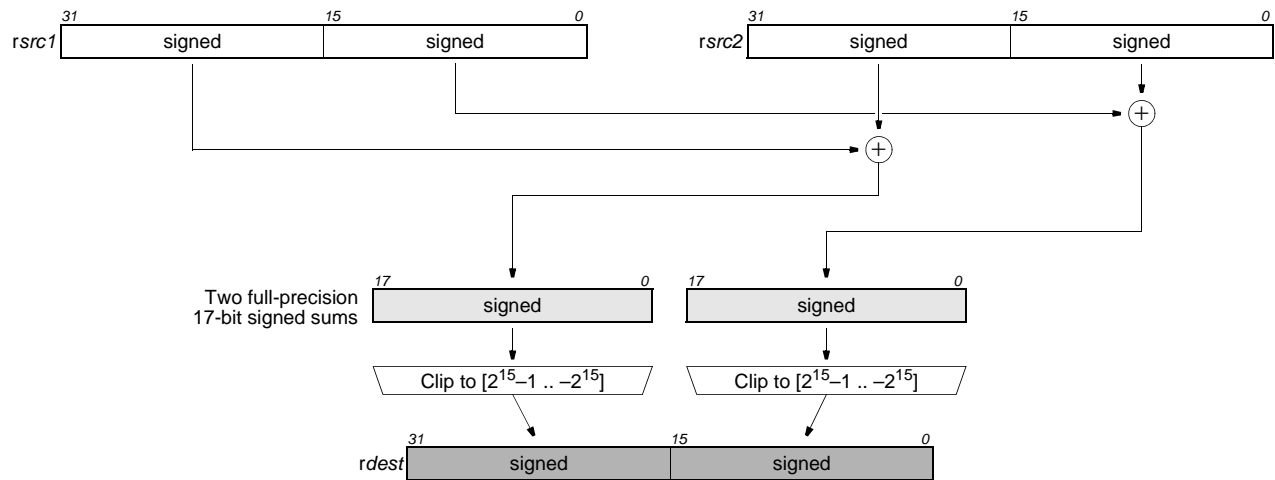 31 15 0 31 15 0
rsrc1 signed signed rsrc2 signed signed
+
+
17 0 17 0
Two full-precision
17-bit signed sums
signed signed
Clip to [2¹⁵–1 .. –2¹⁵] Clip to [2¹⁵–1 .. –2¹⁵]
31 15 0
rdest signed signed